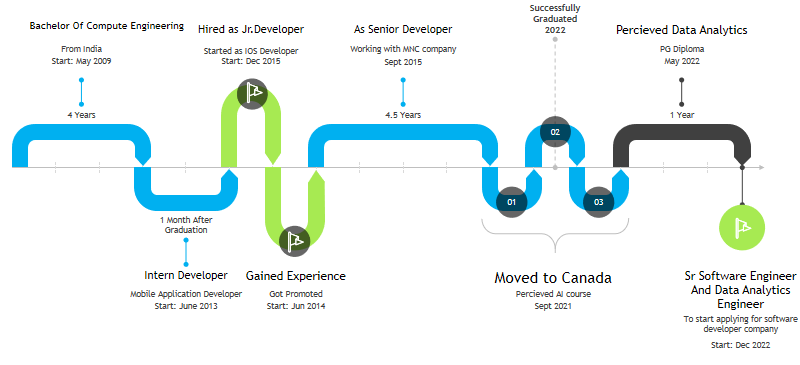 Bachelor Of Compute Engineering
From India
Start: May 2009
4 Years
1 Month After
Graduation
Intern Developer
Mobile Application Developer
Start: June 2013
Hired as Jr.Developer
Started as IOS Developer
Start: Dec 2015
Gained Experience
Got Promoted
Start: Jun 2014
As Senior Developer
Working with MNC company
Sept 2015
4.5 Years
Successfully
Graduated
2022
01
02
03
Moved to Canada
Percieved AI course
Sept 2021
Percieved Data Analytics
PG Diploma
May 2022
1 Year
Sr Software Engineer
And Data Analytics
Engineer
To start applying for software
developer company
Start: Dec 2022